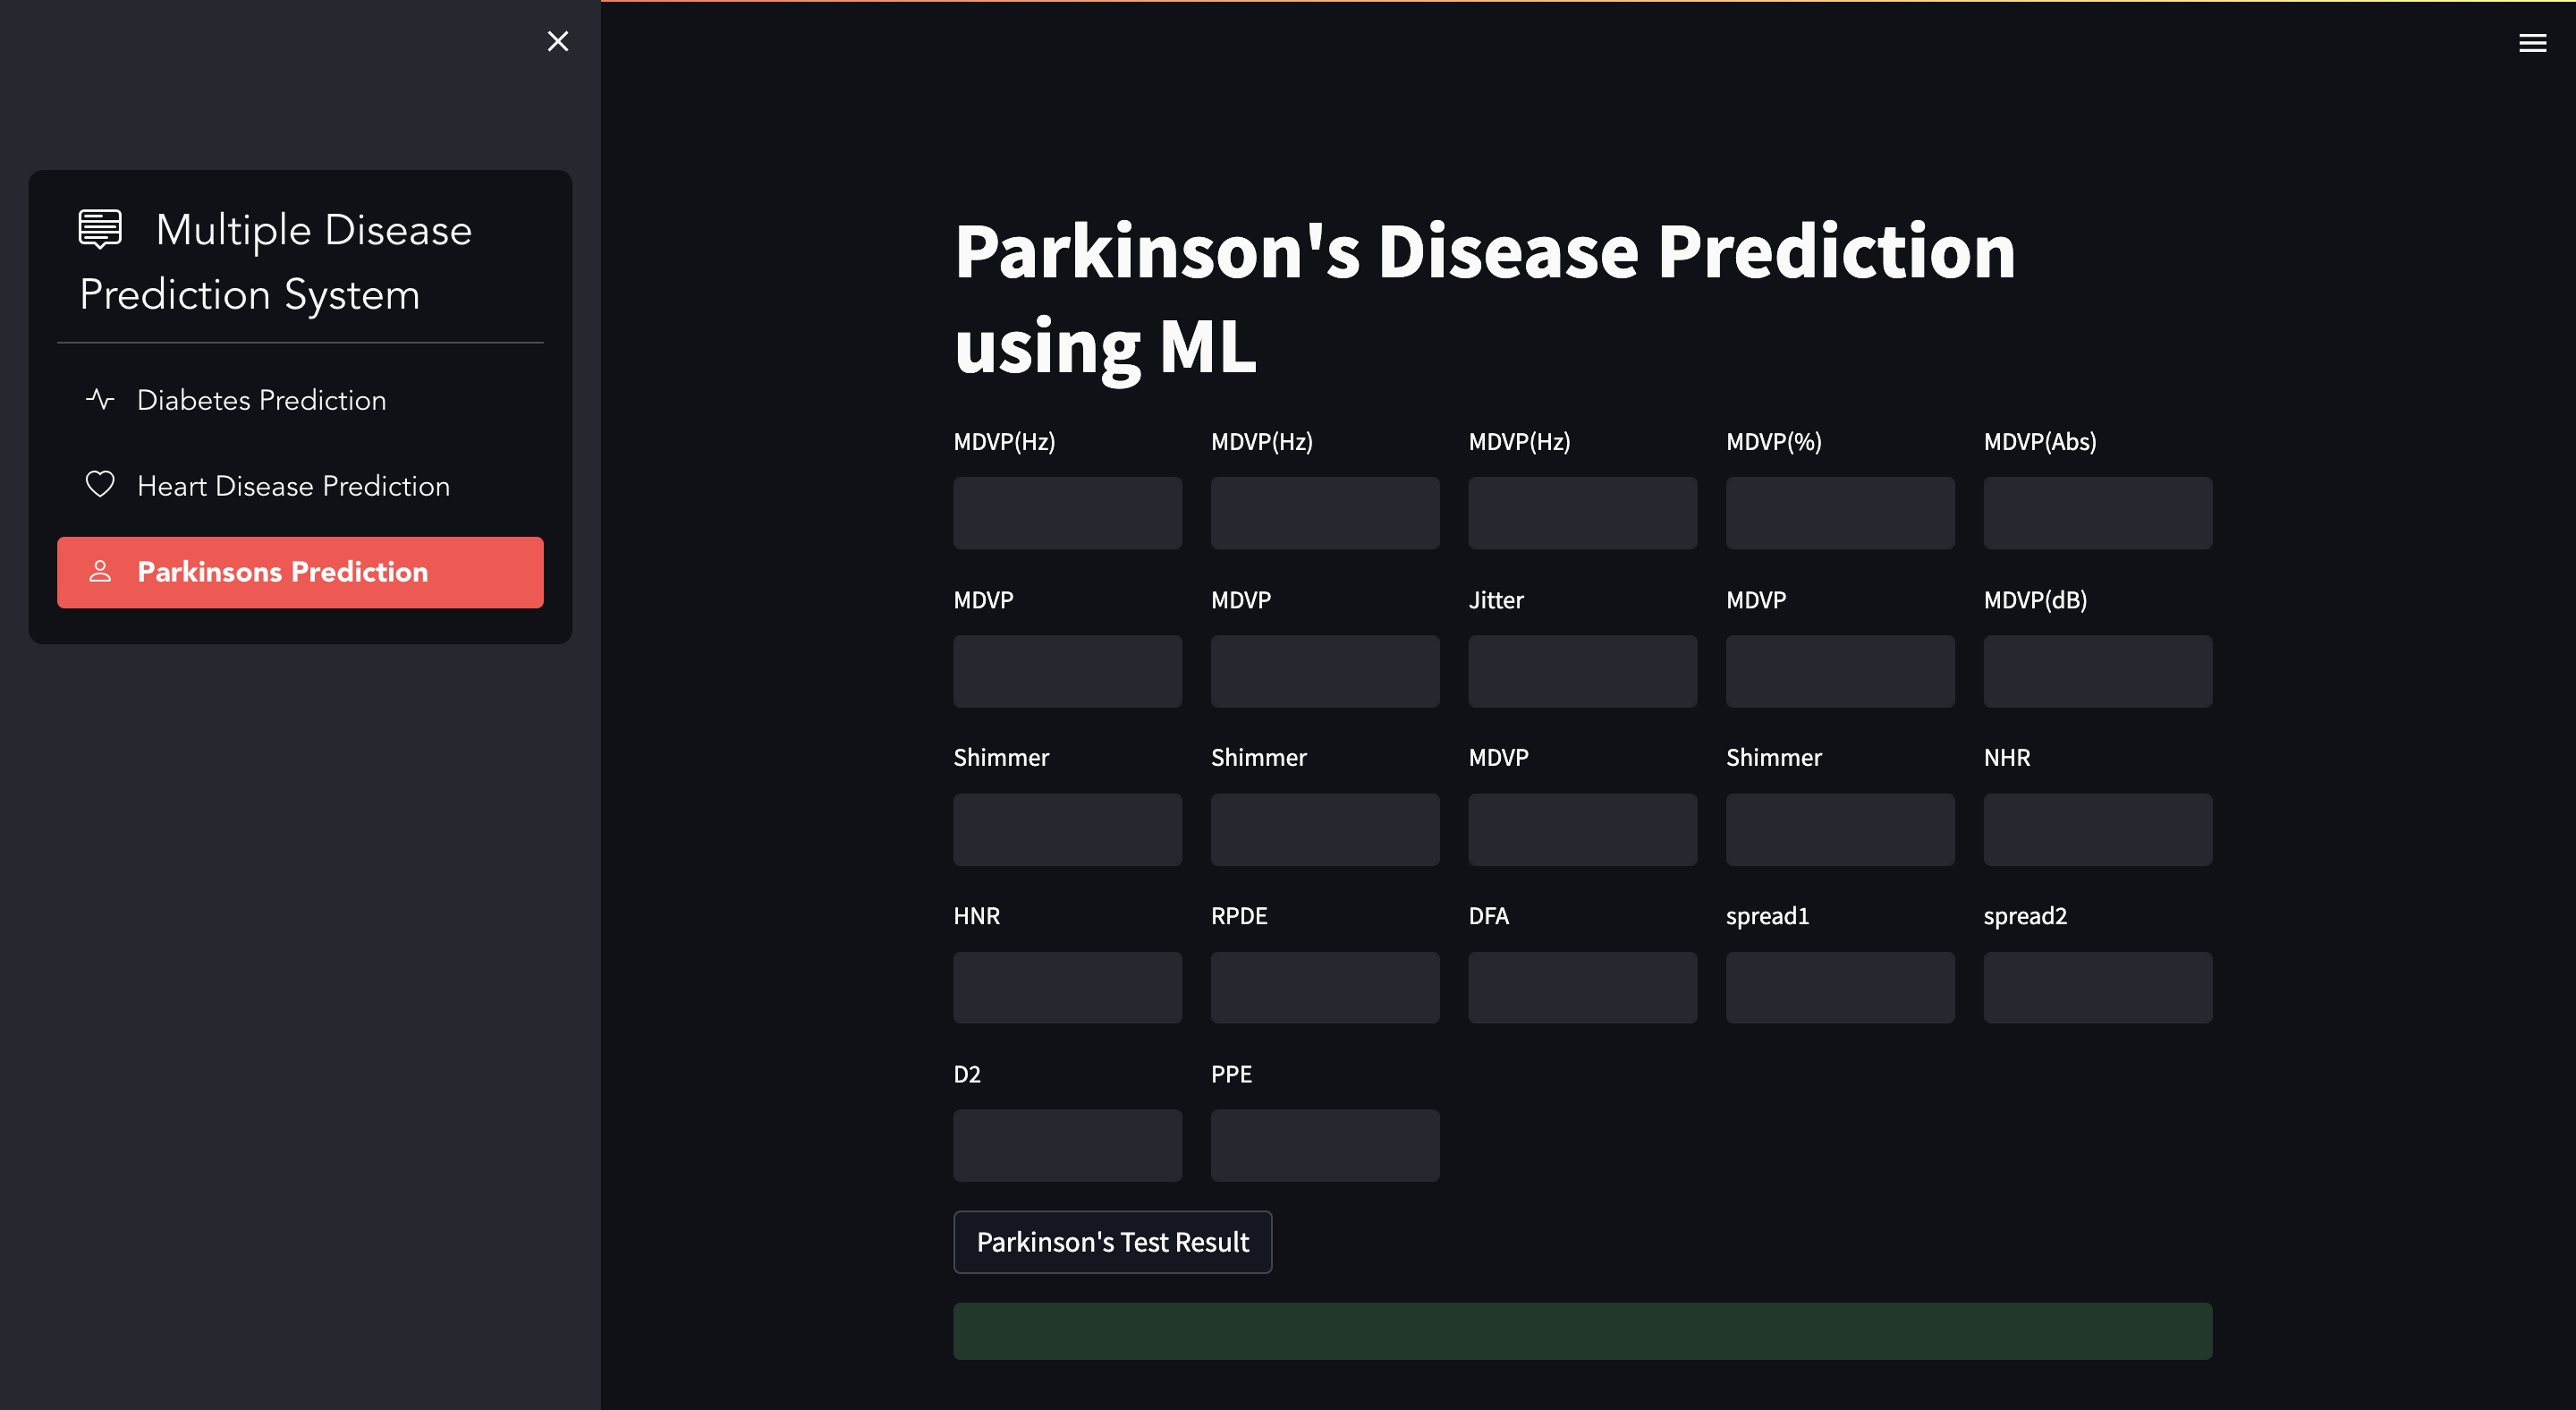 Multiple Disease
Prediction System
Diabetes Prediction
Heart Disease Prediction
Parkinsons Prediction
Parkinson's Disease Prediction
using ML
MDVP(Hz) MDVP(Hz) MDVP(Hz) MDVP(%) MDVP(Abs)
MDVP MDVP Jitter MDVP MDVP(dB)
Shimmer Shimmer MDVP Shimmer NHR
HNR RPDE DFA spread1 spread2
D2 PPE
Parkinson's Test Result